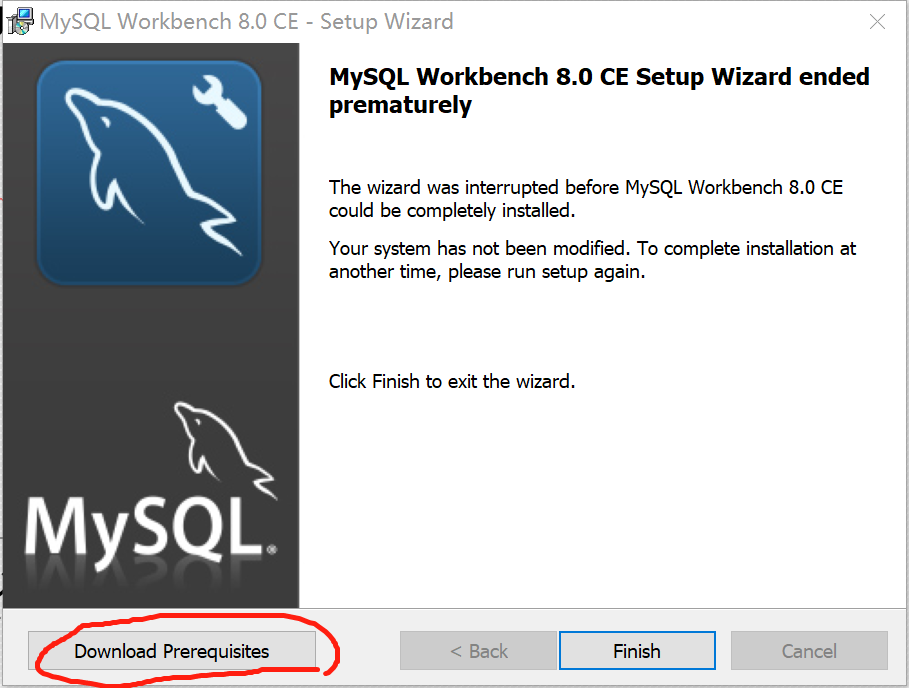 MySQL Workbench 8.0 CE - Setup Wizard
MySQL Workbench 8.0 CE Setup Wizard ended
prematurely
The wizard was interrupted before MySQL Workbench 8.0 CE
could be completely installed.
Your system has not been modified. To complete installation at
another time, please run setup again.
Click Finish to exit the wizard.
MySQL®
Download Prerequisites
< Back
Finish
Cancel